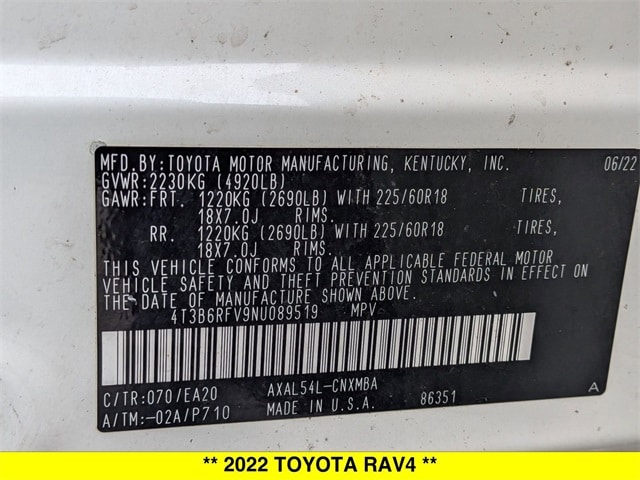 MFD.BY:TOYOTA MOTOR MANUFACTURING, KENTUCKY, INC. 06/22
GVWR:2230KG (4920LB)
GAWR:FRT. 1220KG (2690LB) WITH 225/60R18 TIRES,
18X7.0J RIMS.
RR. 1220KG (2690LB) WITH 225/60R18 TIRES,
18X7.0J RIMS.
THIS VEHICLE CONFORMS TO ALL APPLICABLE FEDERAL MOTOR
VEHICLE SAFETY AND THEFT PREVENTION STANDARDS IN EFFECT ON
THE DATE OF MANUFACTURE SHOWN ABOVE.
4T3B6RFV9NU089519 MPV
C/TR:070/EA20 AXAL54L-CNXMBA A
A/TM:-02A/P710 MADE IN U.S.A. 86351
** 2022 TOYOTA RAV4 **